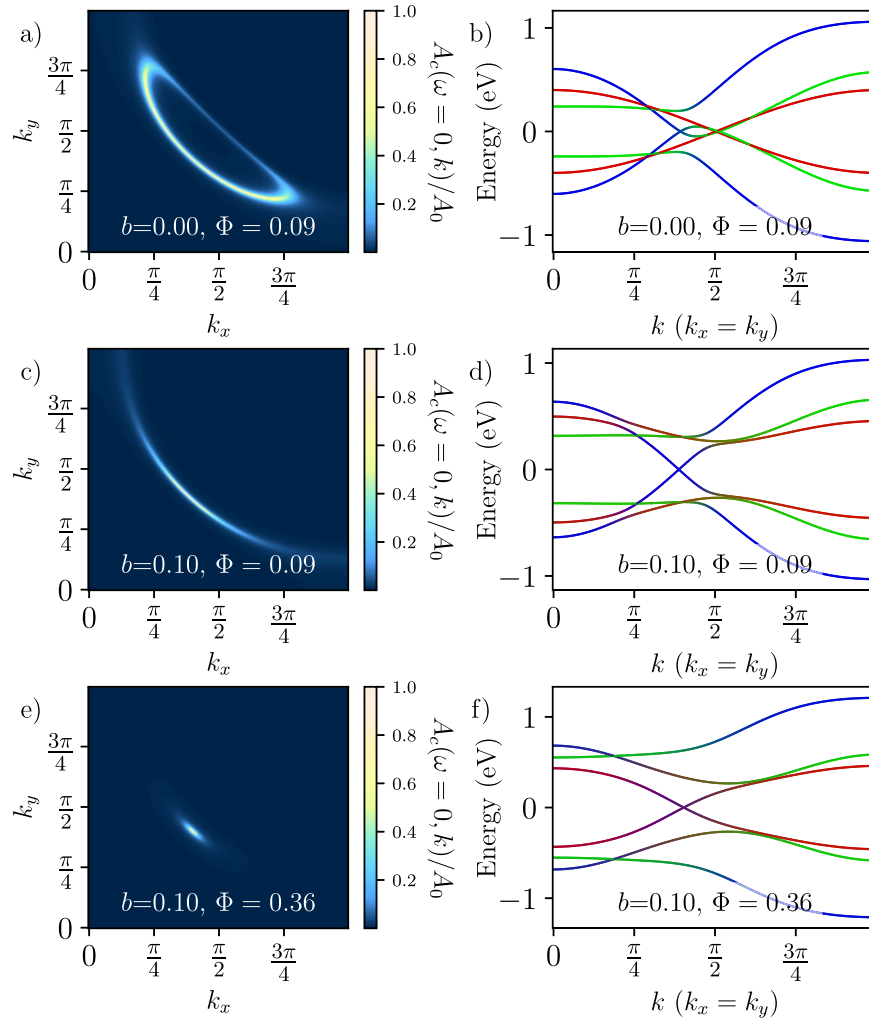 a)
3π/4
π/2
π/4
0
k_y
0 π/4 π/2 3π/4
k_x
b=0.00, Φ = 0.09
1.0
0.8
0.6
0.4
0.2
A_c(ω = 0, k)/A_0
b)
1
0
−1
Energy (eV)
b=0.00, Φ = 0.09
0 π/4 π/2 3π/4
k (k_x = k_y)
c)
3π/4
π/2
π/4
0
k_y
0 π/4 π/2 3π/4
k_x
b=0.10, Φ = 0.09
1.0
0.8
0.6
0.4
0.2
A_c(ω = 0, k)/A_0
d)
1
0
−1
Energy (eV)
b=0.10, Φ = 0.09
0 π/4 π/2 3π/4
k (k_x = k_y)
e)
3π/4
π/2
π/4
0
k_y
0 π/4 π/2 3π/4
k_x
b=0.10, Φ = 0.36
1.0
0.8
0.6
0.4
0.2
A_c(ω = 0, k)/A_0
f)
1
0
−1
Energy (eV)
b=0.10, Φ = 0.36
0 π/4 π/2 3π/4
k (k_x = k_y)